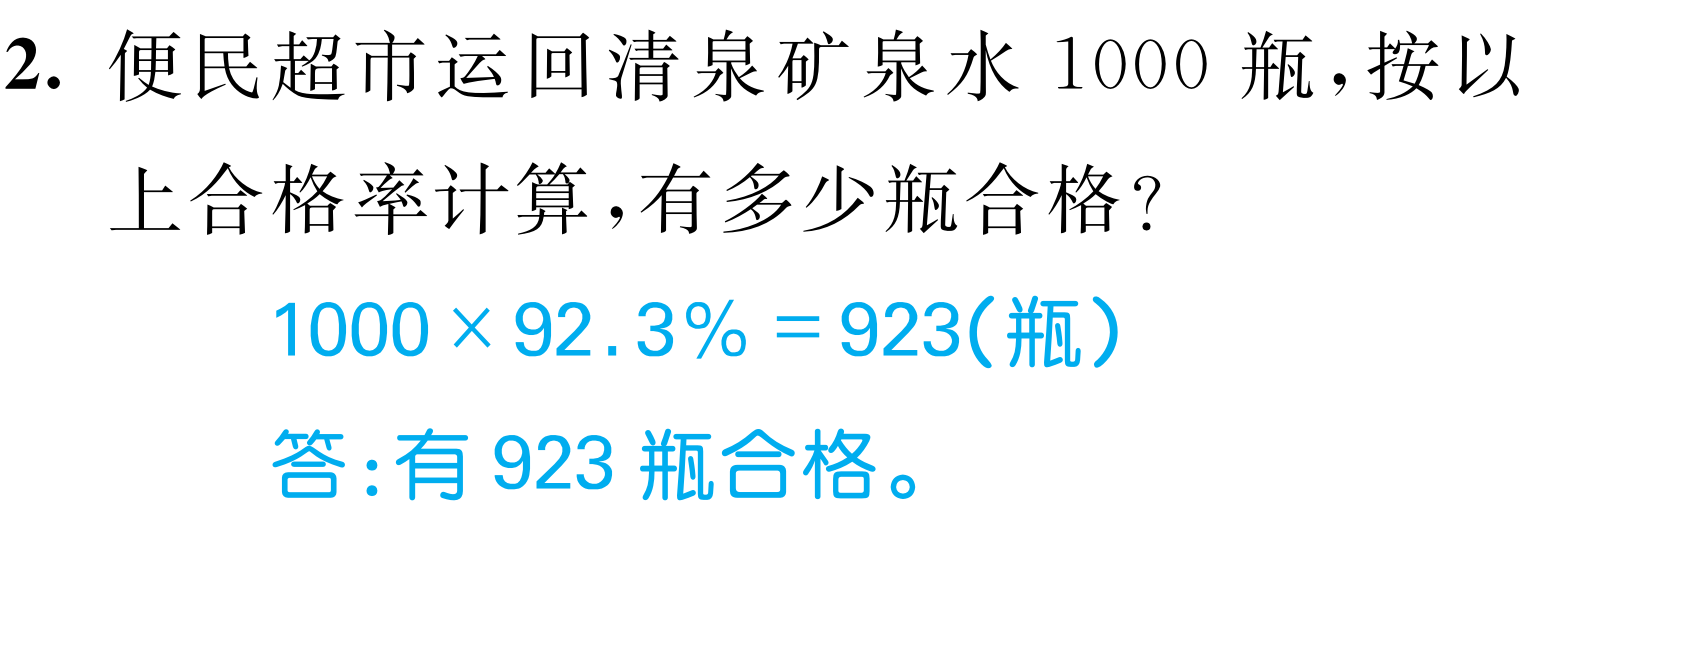 2. 便民超市运回清泉矿泉水 1000 瓶,按以
上合格率计算,有多少瓶合格?
1000 × 92.3% = 923(瓶)
答:有 923 瓶合格。